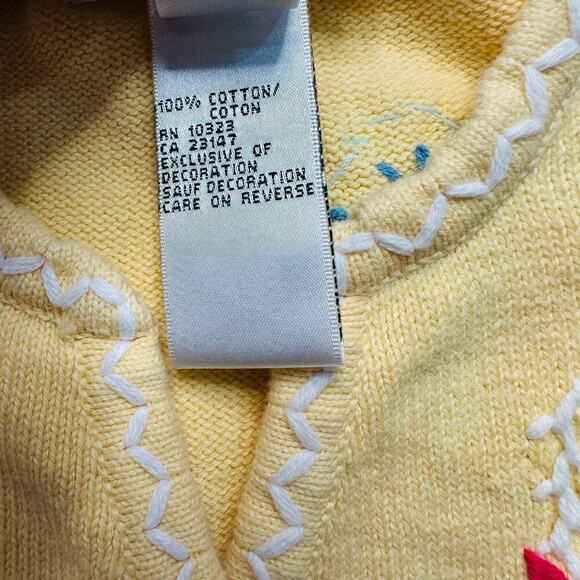 100% COTTON/
COTON
RN 10323
CA 23147
EXCLUSIVE OF
DECORATION
SAUF DECORATION
CARE ON REVERSE